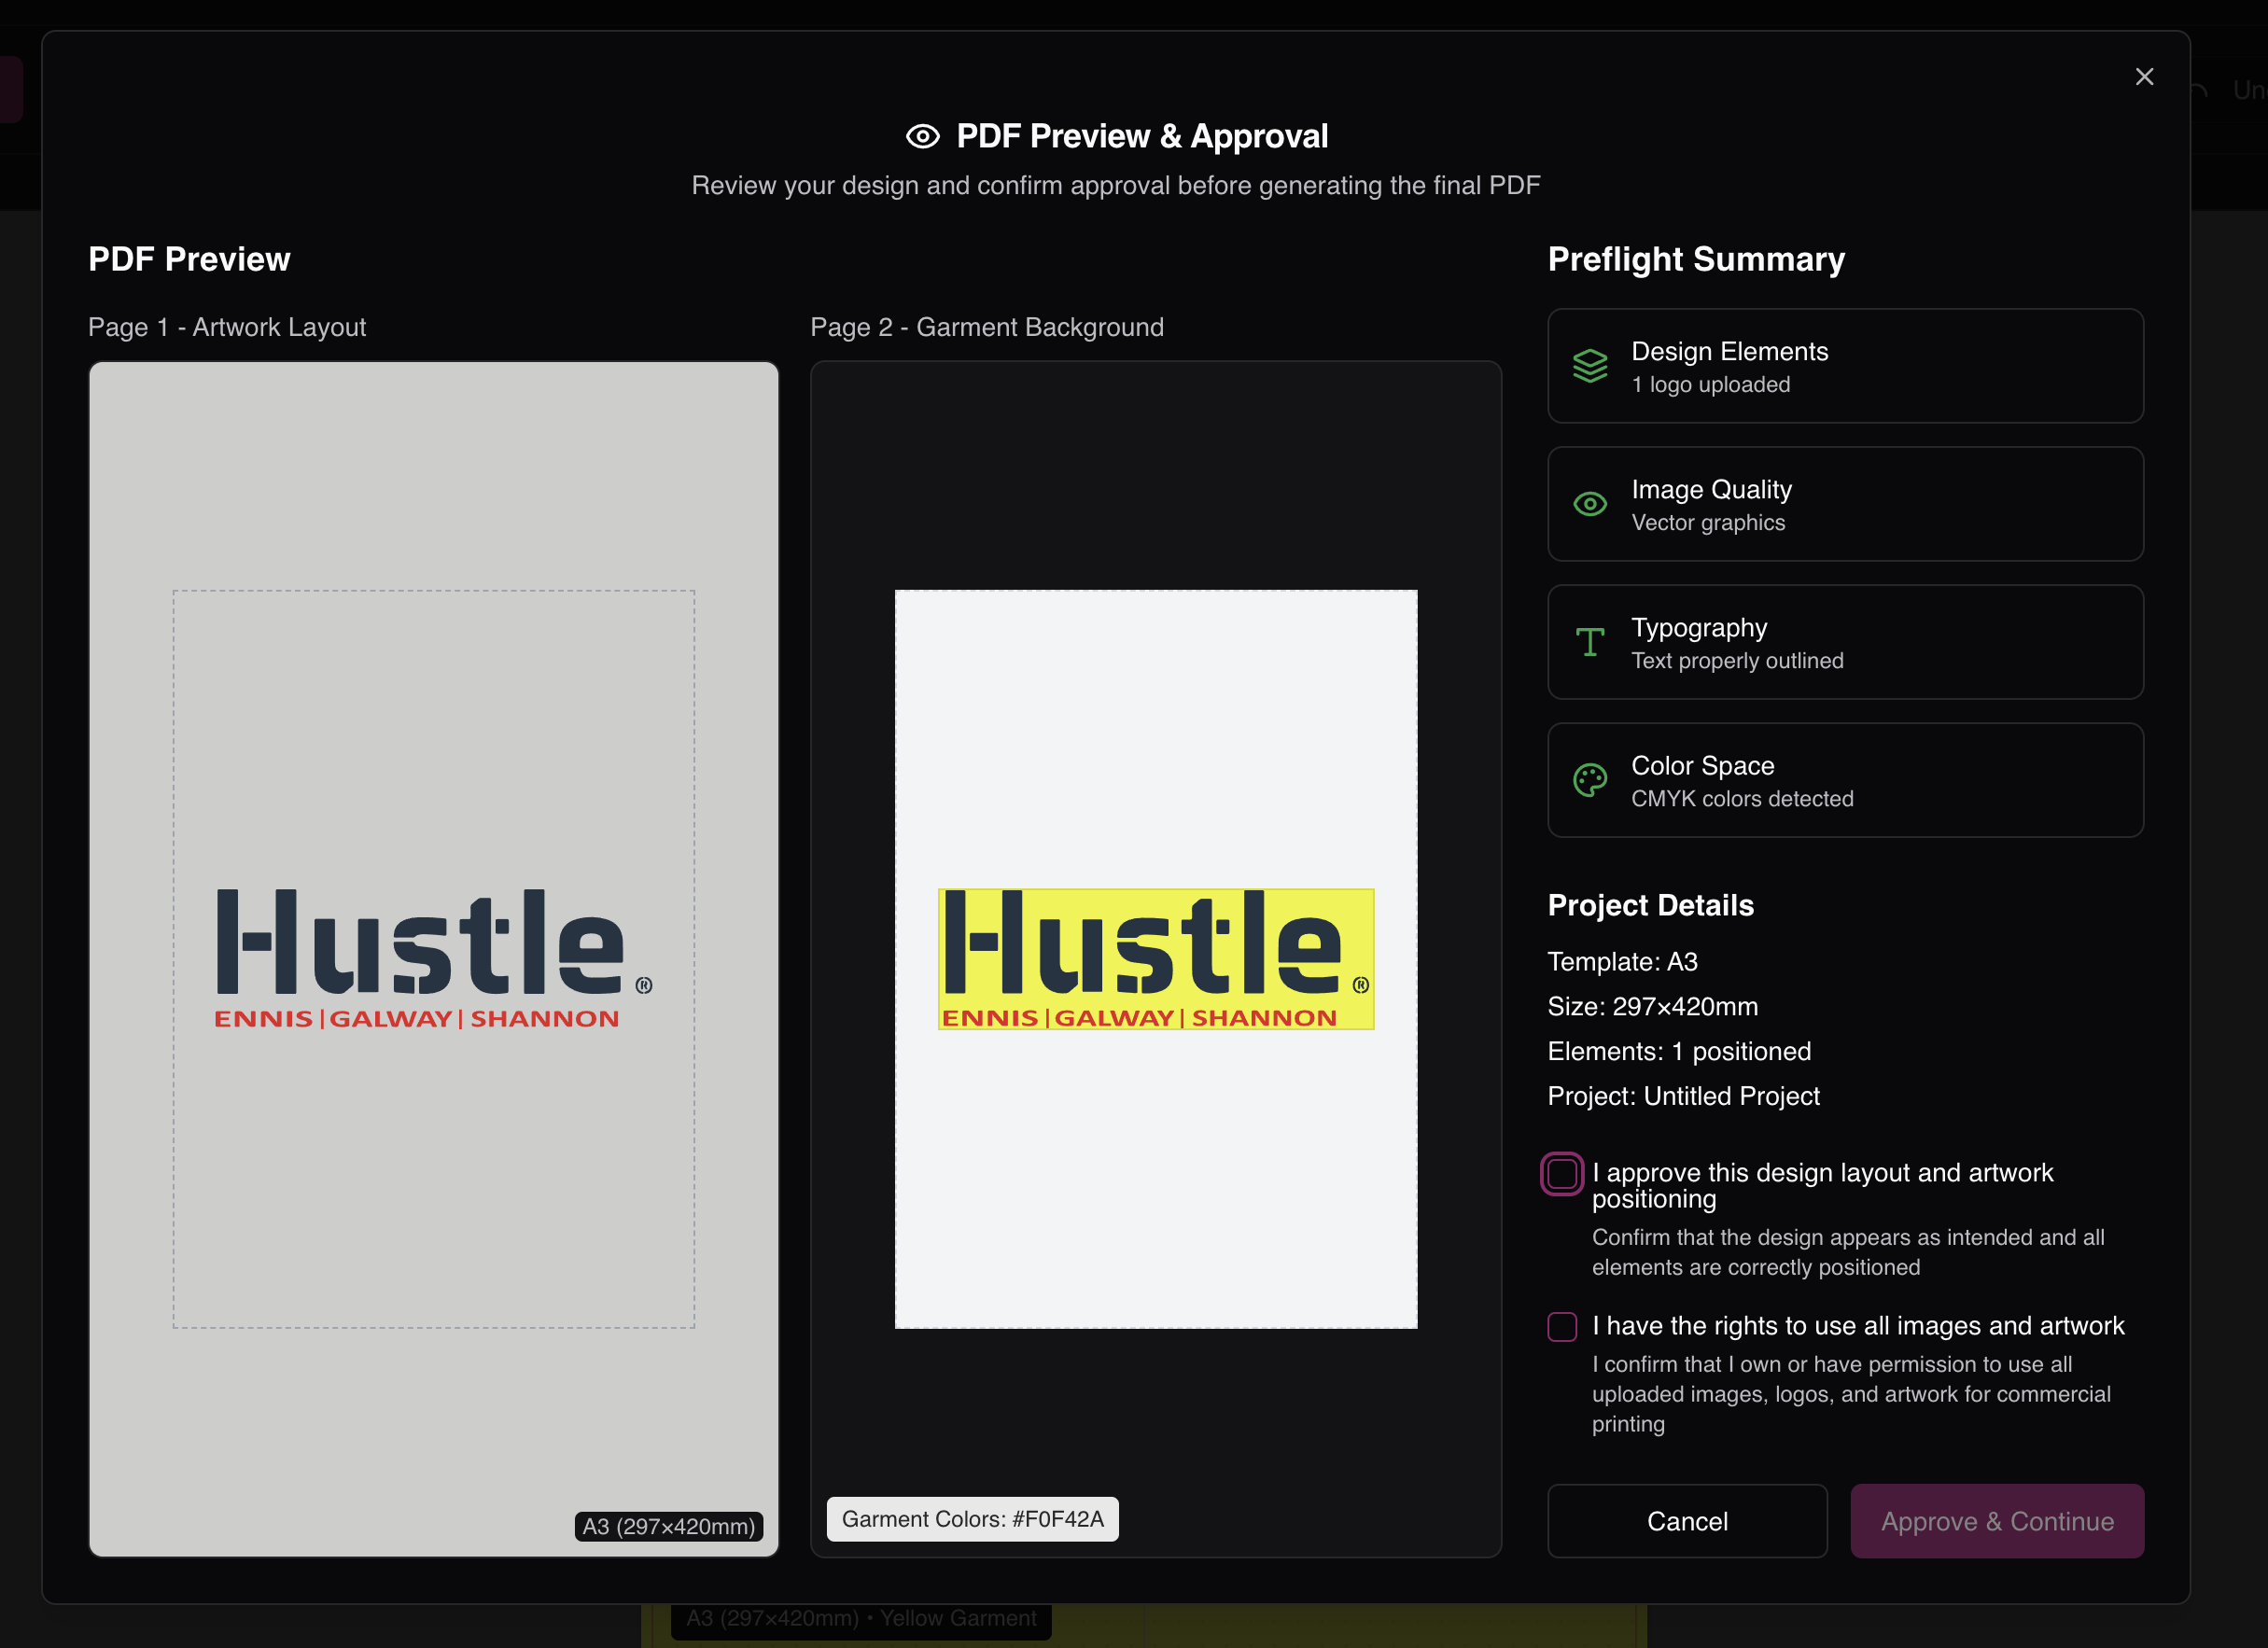 PDF Preview & Approval
Review your design and confirm approval before generating the final PDF
PDF Preview
Page 1 - Artwork Layout
Hustle®
ENNIS | GALWAY | SHANNON
A3 (297×420mm)
Page 2 - Garment Background
Hustle®
ENNIS | GALWAY | SHANNON
Garment Colors: #F0F42A
Preflight Summary
Design Elements
1 logo uploaded
Image Quality
Vector graphics
Typography
Text properly outlined
Color Space
CMYK colors detected
Project Details
Template: A3
Size: 297×420mm
Elements: 1 positioned
Project: Untitled Project
I approve this design layout and artwork
positioning
Confirm that the design appears as intended and all
elements are correctly positioned
I have the rights to use all images and artwork
I confirm that I own or have permission to use all
uploaded images, logos, and artwork for commercial
printing
Cancel
Approve & Continue
A3 (297×420mm) • Yellow Garment